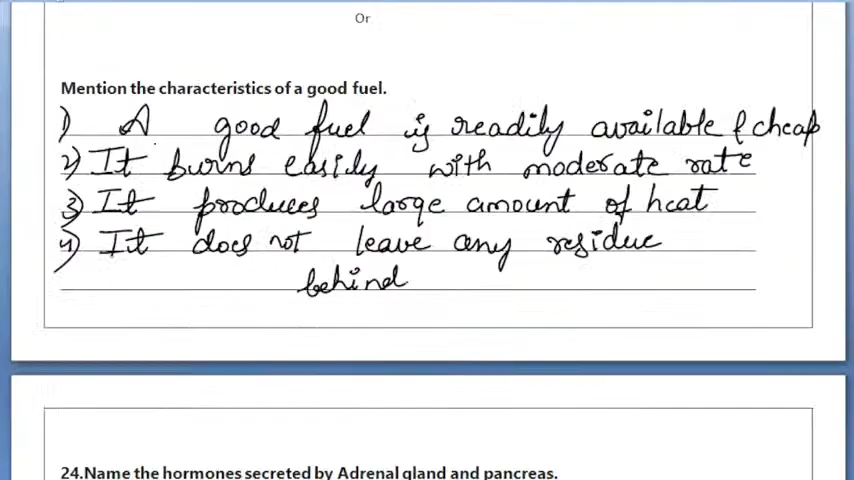 Or
Mention the characteristics of a good fuel.
1) A good fuel is readily available & cheap
2) It burns easily with moderate rate
3) It produces large amount of heat
4) It does not leave any residue
behind
24.Name the hormones secreted by Adrenal gland and pancreas.